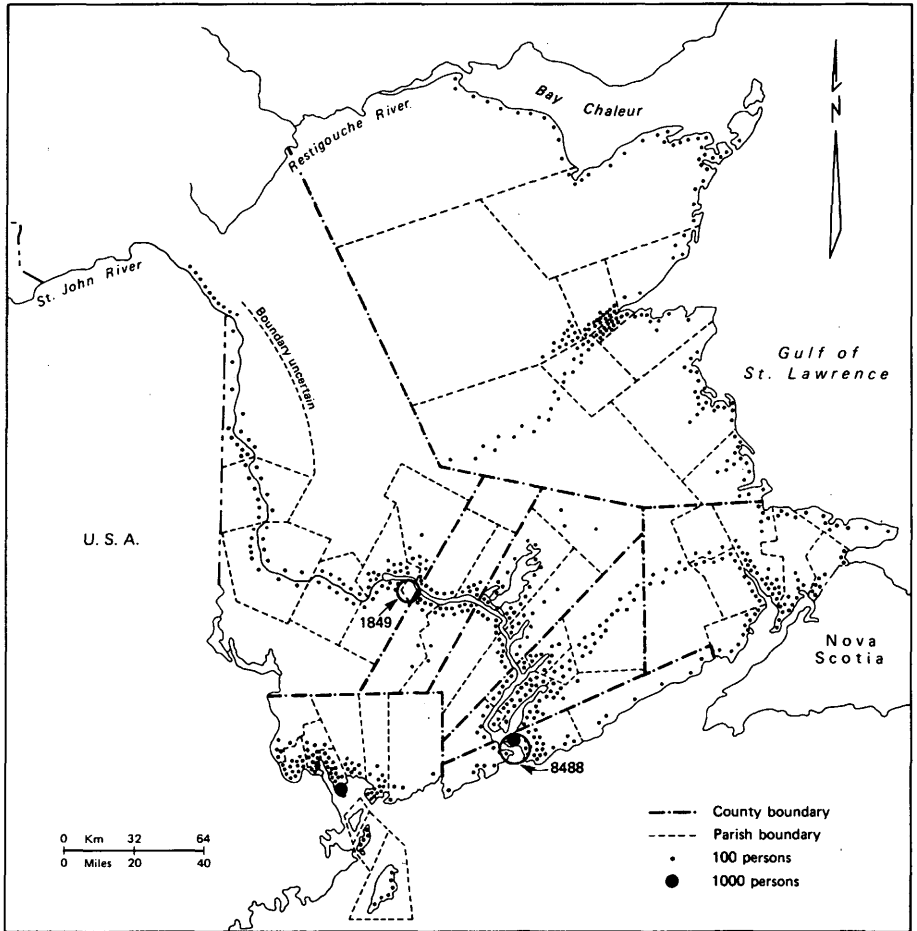 Restigouche River
Bay Chaleur
N
St. John River
Boundary uncertain
Gulf of
St. Lawrence
U. S. A.
1849
Nova
Scotia
8488
County boundary
Parish boundary
100 persons
1000 persons
0 Km 32 64
0 Miles 20 40